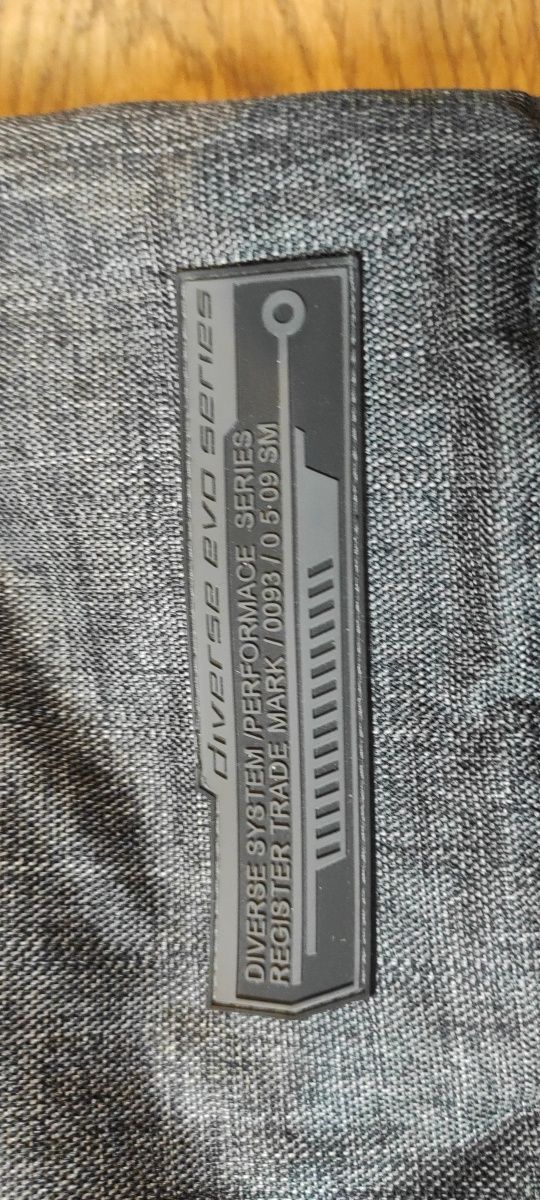 diverse evo series
DIVERSE SYSTEM /PERFORMACE SERIES
REGISTER TRADE MARK / 0093 / 0 5·09 SM